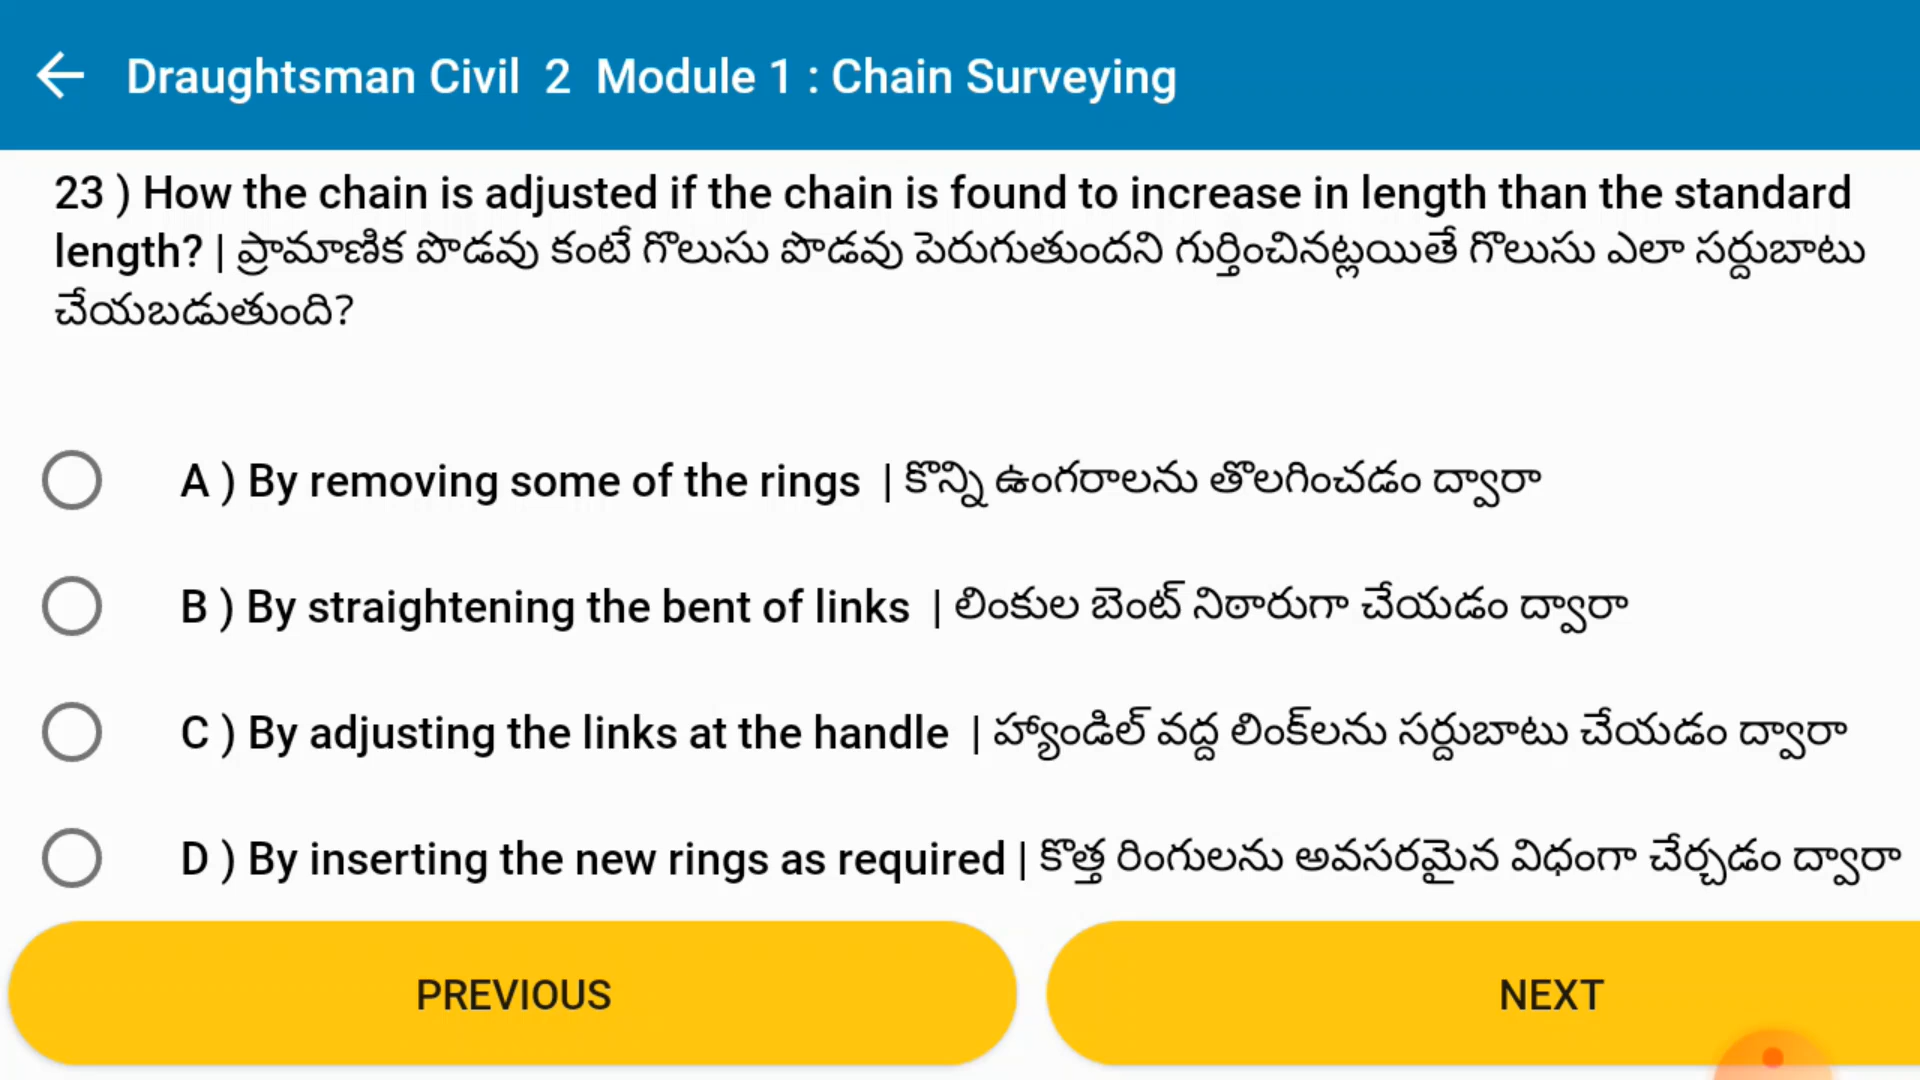 Draughtsman Civil 2 Module 1 : Chain Surveying
23 ) How the chain is adjusted if the chain is found to increase in length than the standard
length? | ప్రామాణిక పొడవు కంటే గొలుసు పొడవు పెరుగుతుందని గుర్తించినట్లయితే గొలుసు ఎలా సర్దుబాటు
చేయబడుతుంది?
A ) By removing some of the rings | కొన్ని ఉంగరాలను తొలగించడం ద్వారా
B ) By straightening the bent of links | లింకుల బెంట్ నిఠారుగా చేయడం ద్వారా
C ) By adjusting the links at the handle | హ్యాండిల్ వద్ద లింక్‌లను సర్దుబాటు చేయడం ద్వారా
D ) By inserting the new rings as required | కొత్త రింగులను అవసరమైన విధంగా చేర్చడం ద్వారా
PREVIOUS
NEXT